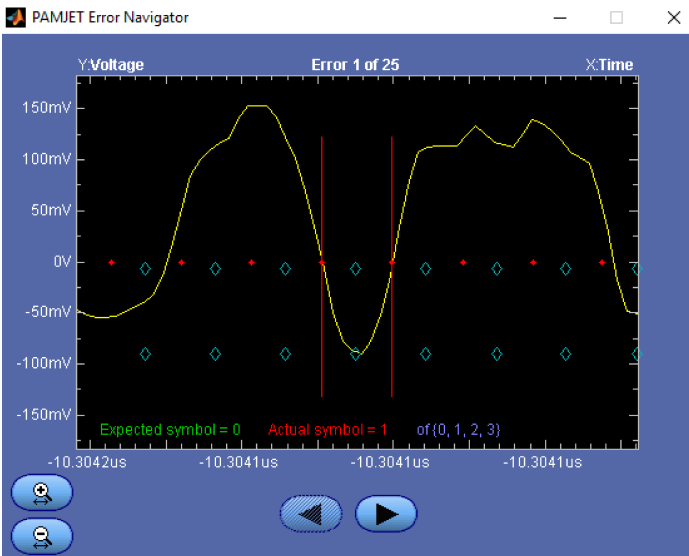 PAMJET Error Navigator
Y:Voltage Error 1 of 25 X:Time
150mV
100mV
50mV
0V
-50mV
-100mV
-150mV
Expected symbol = 0 Actual symbol = 1 of {0, 1, 2, 3}
-10.3042us -10.3041us -10.3041us -10.3041us